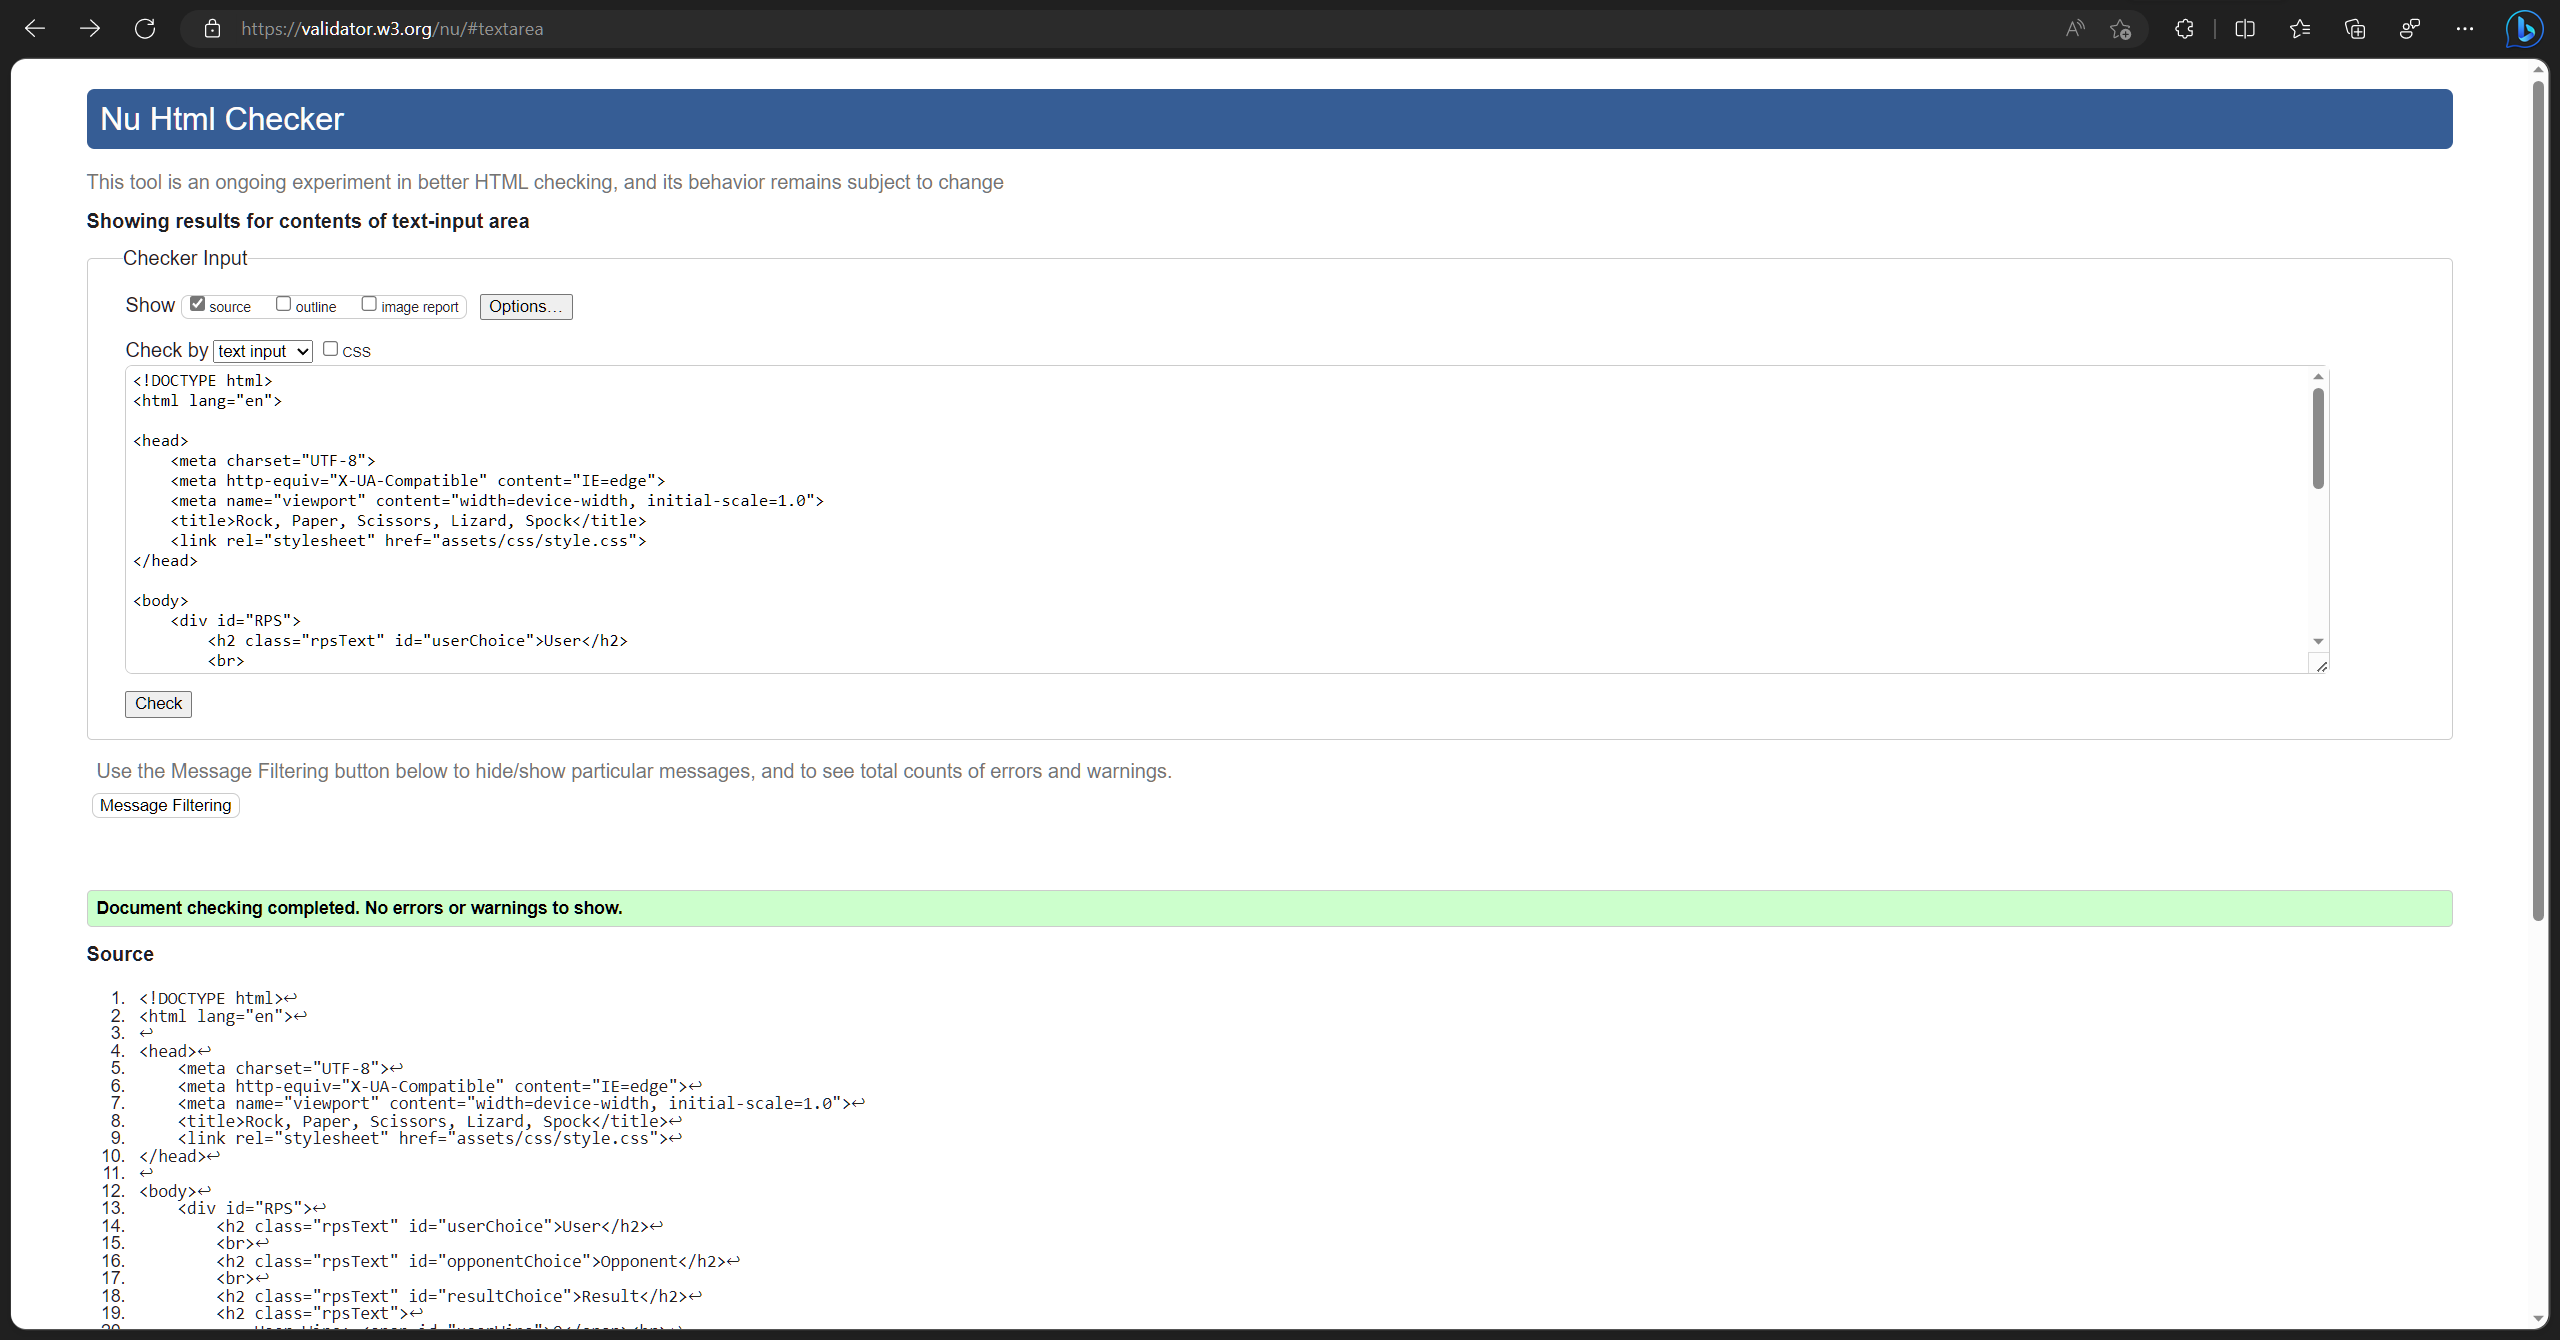 https://validator.w3.org/nu/#textarea
Nu Html Checker
This tool is an ongoing experiment in better HTML checking, and its behavior remains subject to change
Showing results for contents of text-input area
Checker Input
Show source outline image report Options...
Check by text input CSS
<!DOCTYPE html>
<html lang="en">
<head>
    <meta charset="UTF-8">
    <meta http-equiv="X-UA-Compatible" content="IE=edge">
    <meta name="viewport" content="width=device-width, initial-scale=1.0">
    <title>Rock, Paper, Scissors, Lizard, Spock</title>
    <link rel="stylesheet" href="assets/css/style.css">
</head>
<body>
    <div id="RPS">
        <h2 class="rpsText" id="userChoice">User</h2>
        <br>
Check
Use the Message Filtering button below to hide/show particular messages, and to see total counts of errors and warnings.
Message Filtering
Document checking completed. No errors or warnings to show.
Source
1. <!DOCTYPE html>↩
2. <html lang="en">↩
3. ↩
4. <head>↩
5.     <meta charset="UTF-8">↩
6.     <meta http-equiv="X-UA-Compatible" content="IE=edge">↩
7.     <meta name="viewport" content="width=device-width, initial-scale=1.0">↩
8.     <title>Rock, Paper, Scissors, Lizard, Spock</title>↩
9.     <link rel="stylesheet" href="assets/css/style.css">↩
10. </head>↩
11. ↩
12. <body>↩
13.     <div id="RPS">↩
14.         <h2 class="rpsText" id="userChoice">User</h2>↩
15.         <br>↩
16.         <h2 class="rpsText" id="opponentChoice">Opponent</h2>↩
17.         <br>↩
18.         <h2 class="rpsText" id="resultChoice">Result</h2>↩
19.         <h2 class="rpsText">↩